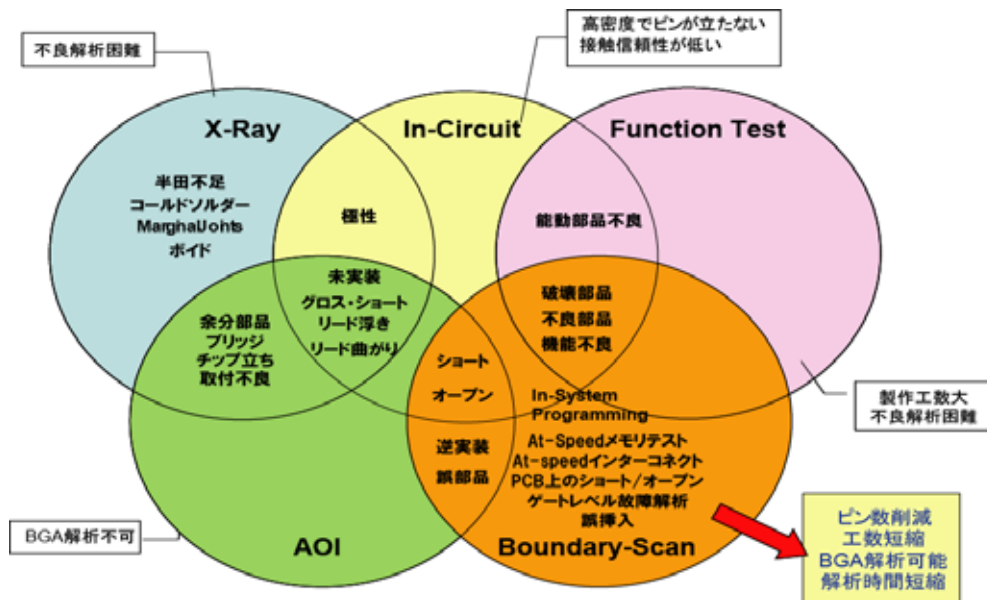 不良解析困難
高密度でピンが立たない
接触信頼性が低い
X-Ray
In-Circuit
Function Test
半田不足
コールドソルダー
MarghalJohts
ボイド
極性
能動部品不良
未実装
グロス・ショート
リード浮き
リード曲がり
破壊部品
不良部品
機能不良
余分部品
ブリッジ
チップ立ち
取付不良
ショート
オープン
In-System
Programming
製作工数大
不良解析困難
逆実装
誤部品
At-Speedメモリテスト
At-speedインターコネクト
PCB上のショート/オープン
ゲートレベル故障解析
誤挿入
BGA解析不可
AOI
Boundary-Scan
ピン数削減
工数短縮
BGA解析可能
解析時間短縮